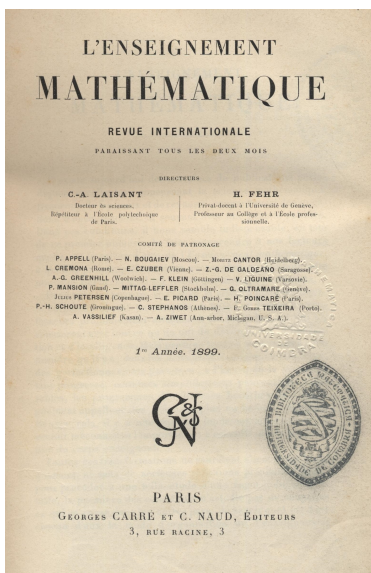 L'ENSEIGNEMENT
MATHÉMATIQUE
REVUE INTERNATIONALE
PARAISSANT TOUS LES DEUX MOIS
DIRECTEURS
C.-A. LAISANT
Docteur ès sciences,
Répétiteur à l'École polytechnique
de Paris.
H. FEHR
Privat-docent à l'Université de Genève,
Professeur au Collège et à l'École profes-
sionnelle.
COMITÉ DE PATRONAGE
P. APPELL (Paris). — N. BOUGAIEV (Moscou). — Moritz CANTOR (Heidelberg).
L. CREMONA (Rome). — E. CZUBER (Vienne). — Z.-G. DE GALDEANO (Saragosse).
A.-G. GREENHILL (Woolwich). — F. KLEIN (Göttingen). — V. LIGUINE (Varsovie).
P. MANSION (Gand). — MITTAG-LEFFLER (Stockholm). — G. OLTRAMARE (Genève).
Julius PETERSEN (Copenhague). — E. PICARD (Paris). — H. POINCARÉ (Paris).
P.-H. SCHOUTE (Groningue). — C. STEPHANOS (Athènes). — F. Gomes TEIXEIRA (Porto).
A. VASSILIEF (Kasan). — A. ZIWET (Ann-arbor, Michigan, U. S. A.).
1re Année. 1899.
COIMBRA
PARIS
Georges CARRÉ et C. NAUD, Éditeurs
3, RUE RACINE, 3